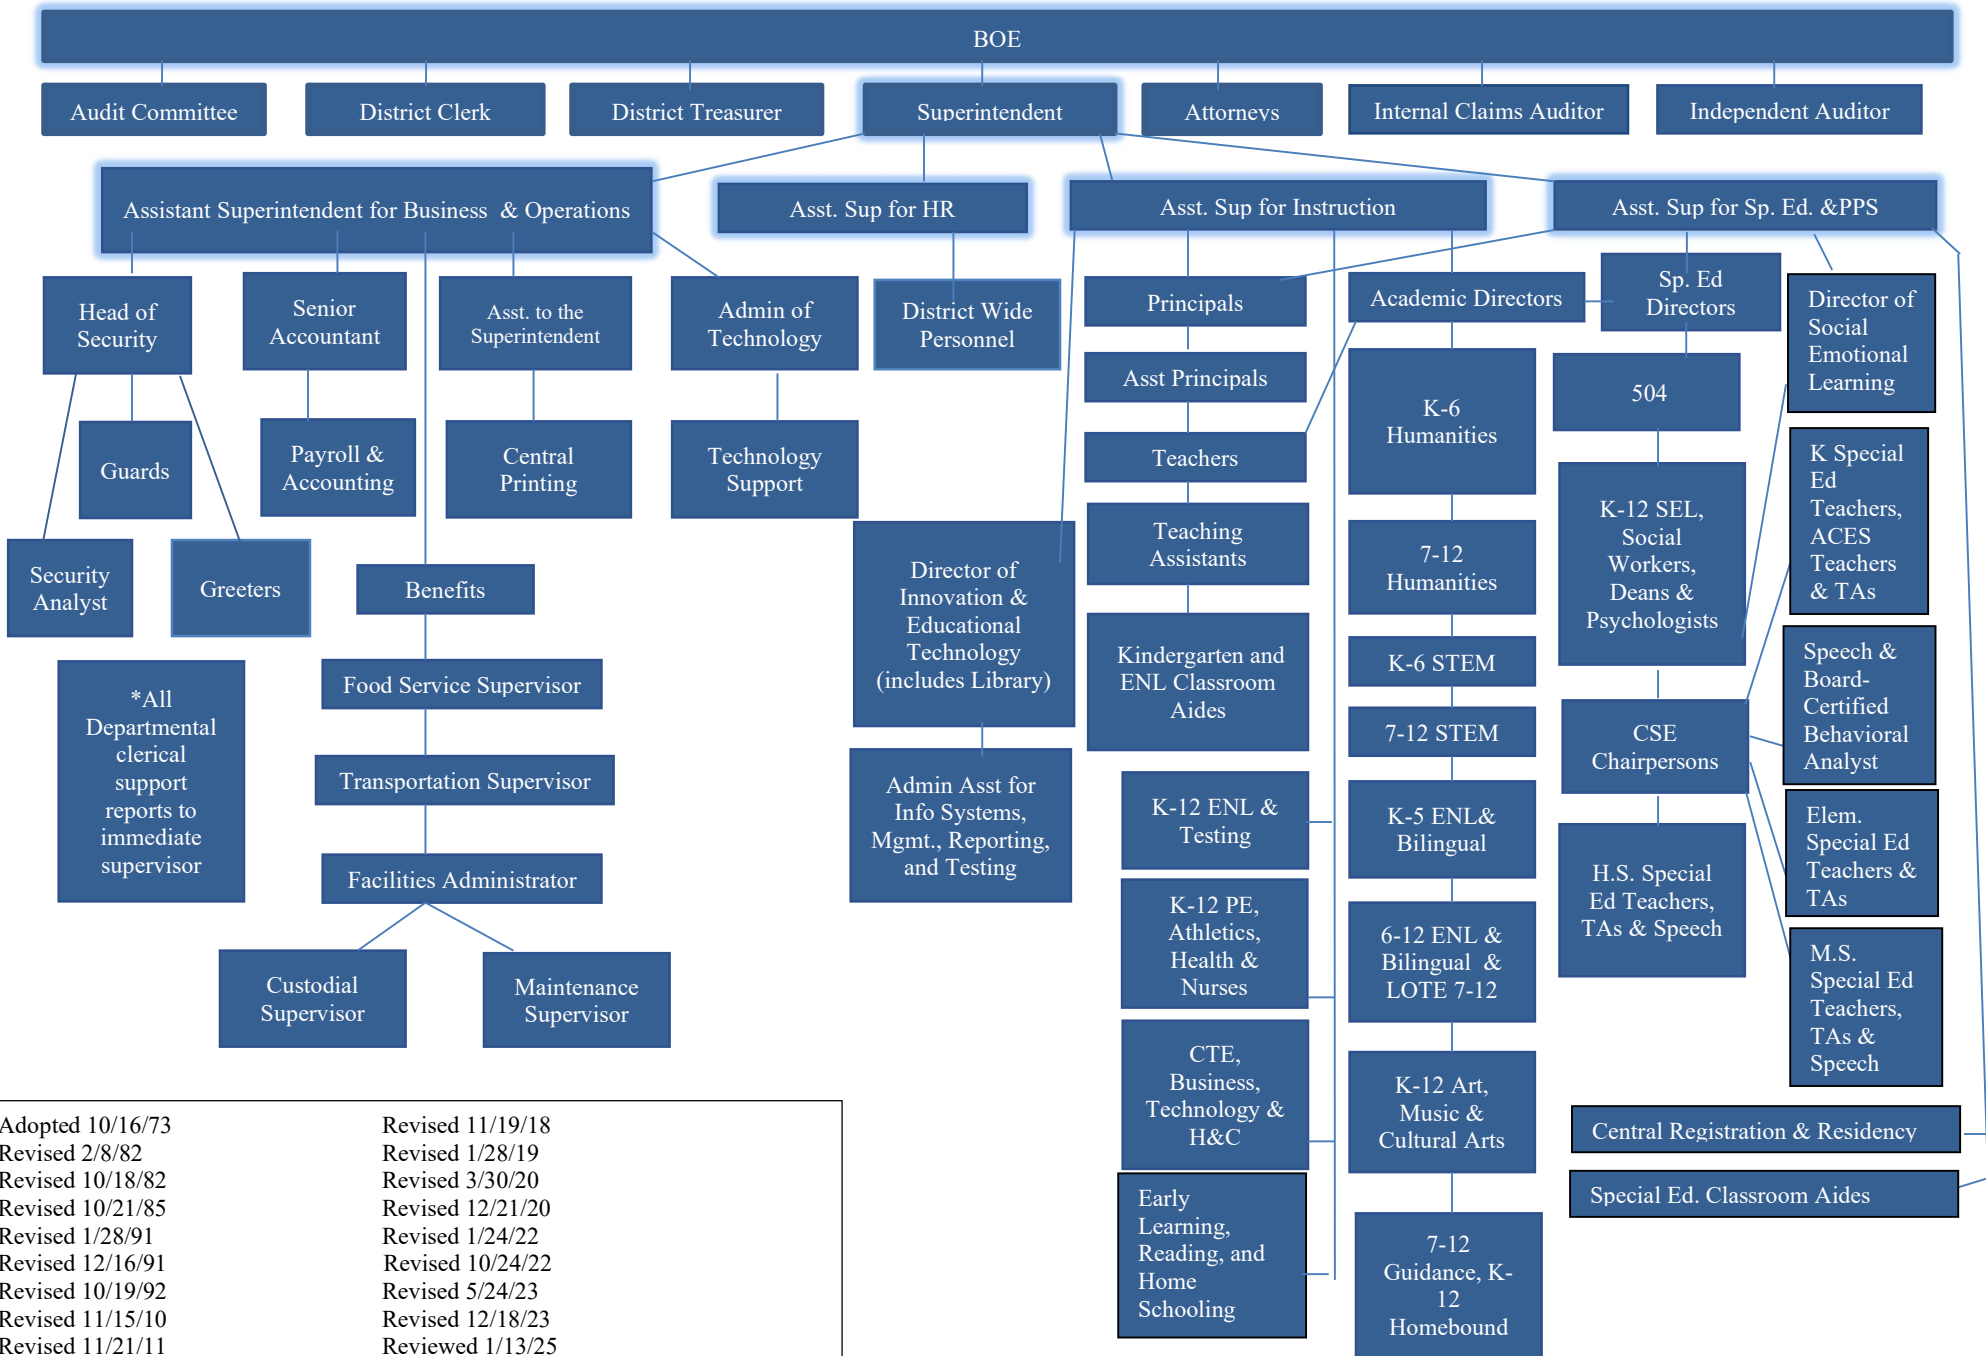 BOE
Audit Committee
District Clerk
District Treasurer
Superintendent
Attorneys
Internal Claims Auditor
Independent Auditor
Assistant Superintendent for Business & Operations
Asst. Sup for HR
Asst. Sup for Instruction
Asst. Sup for Sp. Ed. &PPS
Head of
Security
Senior
Accountant
Asst. to the
Superintendent
Admin of
Technology
District Wide
Personnel
Principals
Academic Directors
Sp. Ed
Directors
Director of
Social
Emotional
Learning
Asst Principals
K-6
Humanities
504
Guards
Payroll &
Accounting
Central
Printing
Technology
Support
Teachers
K Special
Ed
Teachers,
ACES
Teachers
& TAs
Teaching
Assistants
7-12
Humanities
K-12 SEL,
Social
Workers,
Deans &
Psychologists
Security
Analyst
Greeters
Benefits
Director of
Innovation &
Educational
Technology
(includes Library)
Kindergarten and
ENL Classroom
Aides
K-6 STEM
Speech &
Board-
Certified
Behavioral
Analyst
*All
Departmental
clerical
support
reports to
immediate
supervisor
Food Service Supervisor
7-12 STEM
CSE
Chairpersons
Transportation Supervisor
Admin Asst for
Info Systems,
Mgmt., Reporting,
and Testing
K-12 ENL &
Testing
K-5 ENL&
Bilingual
Elem.
Special Ed
Teachers &
TAs
Facilities Administrator
K-12 PE,
Athletics,
Health &
Nurses
6-12 ENL &
Bilingual &
LOTE 7-12
H.S. Special
Ed Teachers,
TAs & Speech
M.S.
Special Ed
Teachers,
TAs &
Speech
Custodial
Supervisor
Maintenance
Supervisor
CTE,
Business,
Technology &
H&C
K-12 Art,
Music &
Cultural Arts
Central Registration & Residency
Special Ed. Classroom Aides
Early
Learning,
Reading, and
Home
Schooling
7-12
Guidance, K-
12
Homebound
Adopted 10/16/73
Revised 2/8/82
Revised 10/18/82
Revised 10/21/85
Revised 1/28/91
Revised 12/16/91
Revised 10/19/92
Revised 11/15/10
Revised 11/21/11
Revised 11/19/18
Revised 1/28/19
Revised 3/30/20
Revised 12/21/20
Revised 1/24/22
Revised 10/24/22
Revised 5/24/23
Revised 12/18/23
Reviewed 1/13/25